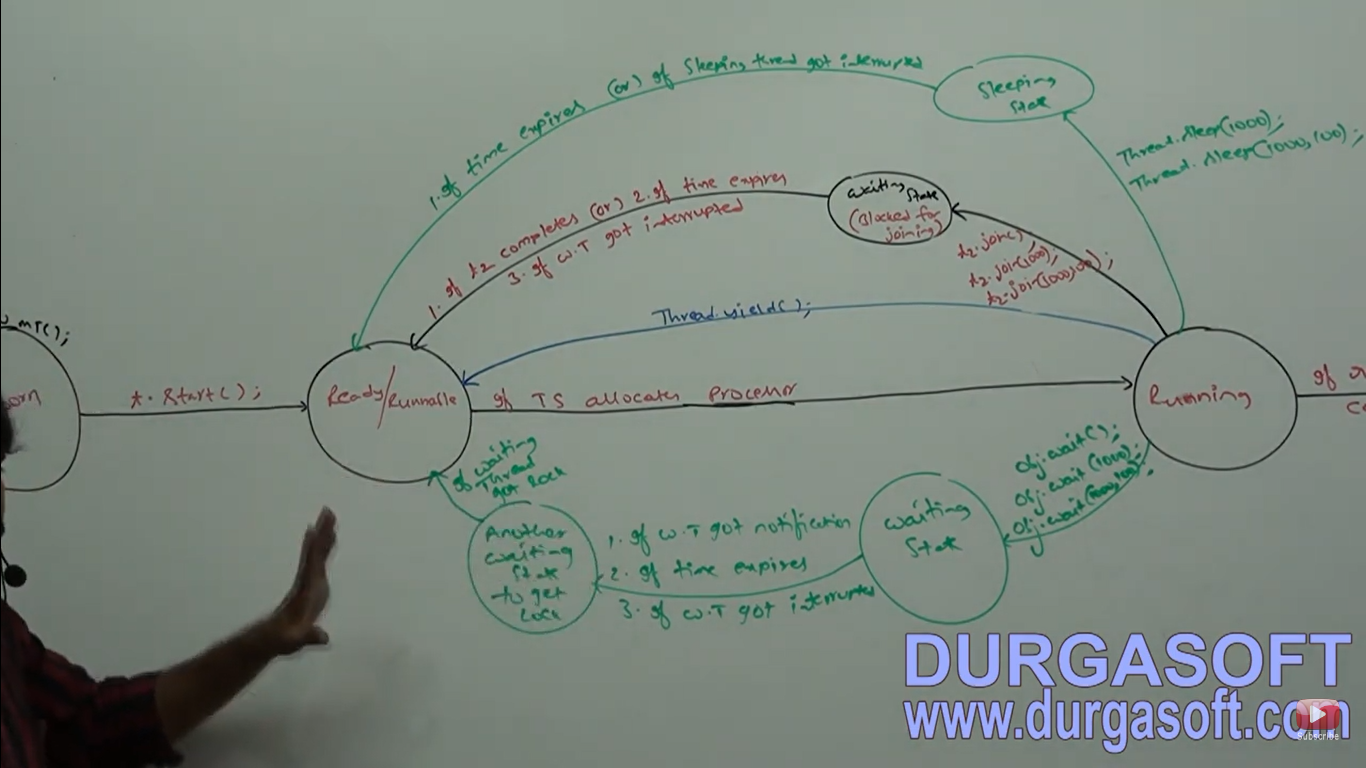 1. If time expires (or) If Sleeping thread got interrupted
Sleeping
State
Thread.sleep(1000);
Thread.sleep(1000,100);
1. If t2 completes (or) 2. If time expires
3. If W.T got interrupted
waiting
State
(Blocked for
joining)
t2.join();
t2.join(1000);
t2.join(1000,100);
Thread.yield();
MT();
t.start();
Ready/Runnable
If TS allocates processor
Running
If
If waiting
Thread
got lock
Another
waiting
State
to get
lock
1. If W.T got notification
2. If time expires
3. If W.T got interrupted
waiting
State
obj.wait();
obj.wait(1000);
obj.wait(1000,100);
DURGASOFT
www.durgasoft.com
Subscribe